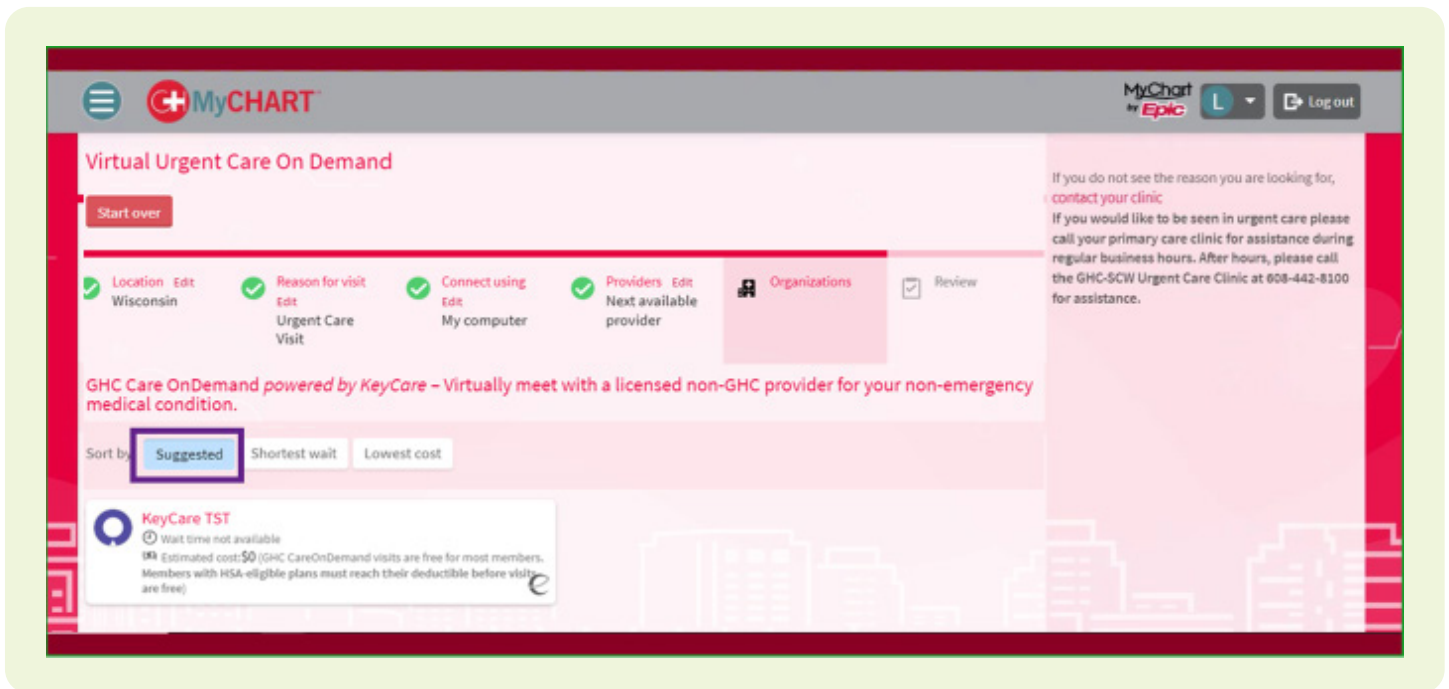 MyCHART
MyChart
by Epic
L
Log out
Virtual Urgent Care On Demand
Start over
Location Edit
Wisconsin
Reason for visit
Edit
Urgent Care
Visit
Connect using
Edit
My computer
Providers Edit
Next available
provider
Organizations
Review
GHC Care OnDemand powered by KeyCare – Virtually meet with a licensed non-GHC provider for your non-emergency
medical condition.
Sort by Suggested Shortest wait Lowest cost
KeyCare TST
Wait time not available
Estimated cost:$0 (GHC CareOnDemand visits are free for most members.
Members with HSA-eligible plans must reach their deductible before visits
are free)
If you do not see the reason you are looking for,
contact your clinic
If you would like to be seen in urgent care please
call your primary care clinic for assistance during
regular business hours. After hours, please call
the GHC-SCW Urgent Care Clinic at 608-442-8100
for assistance.